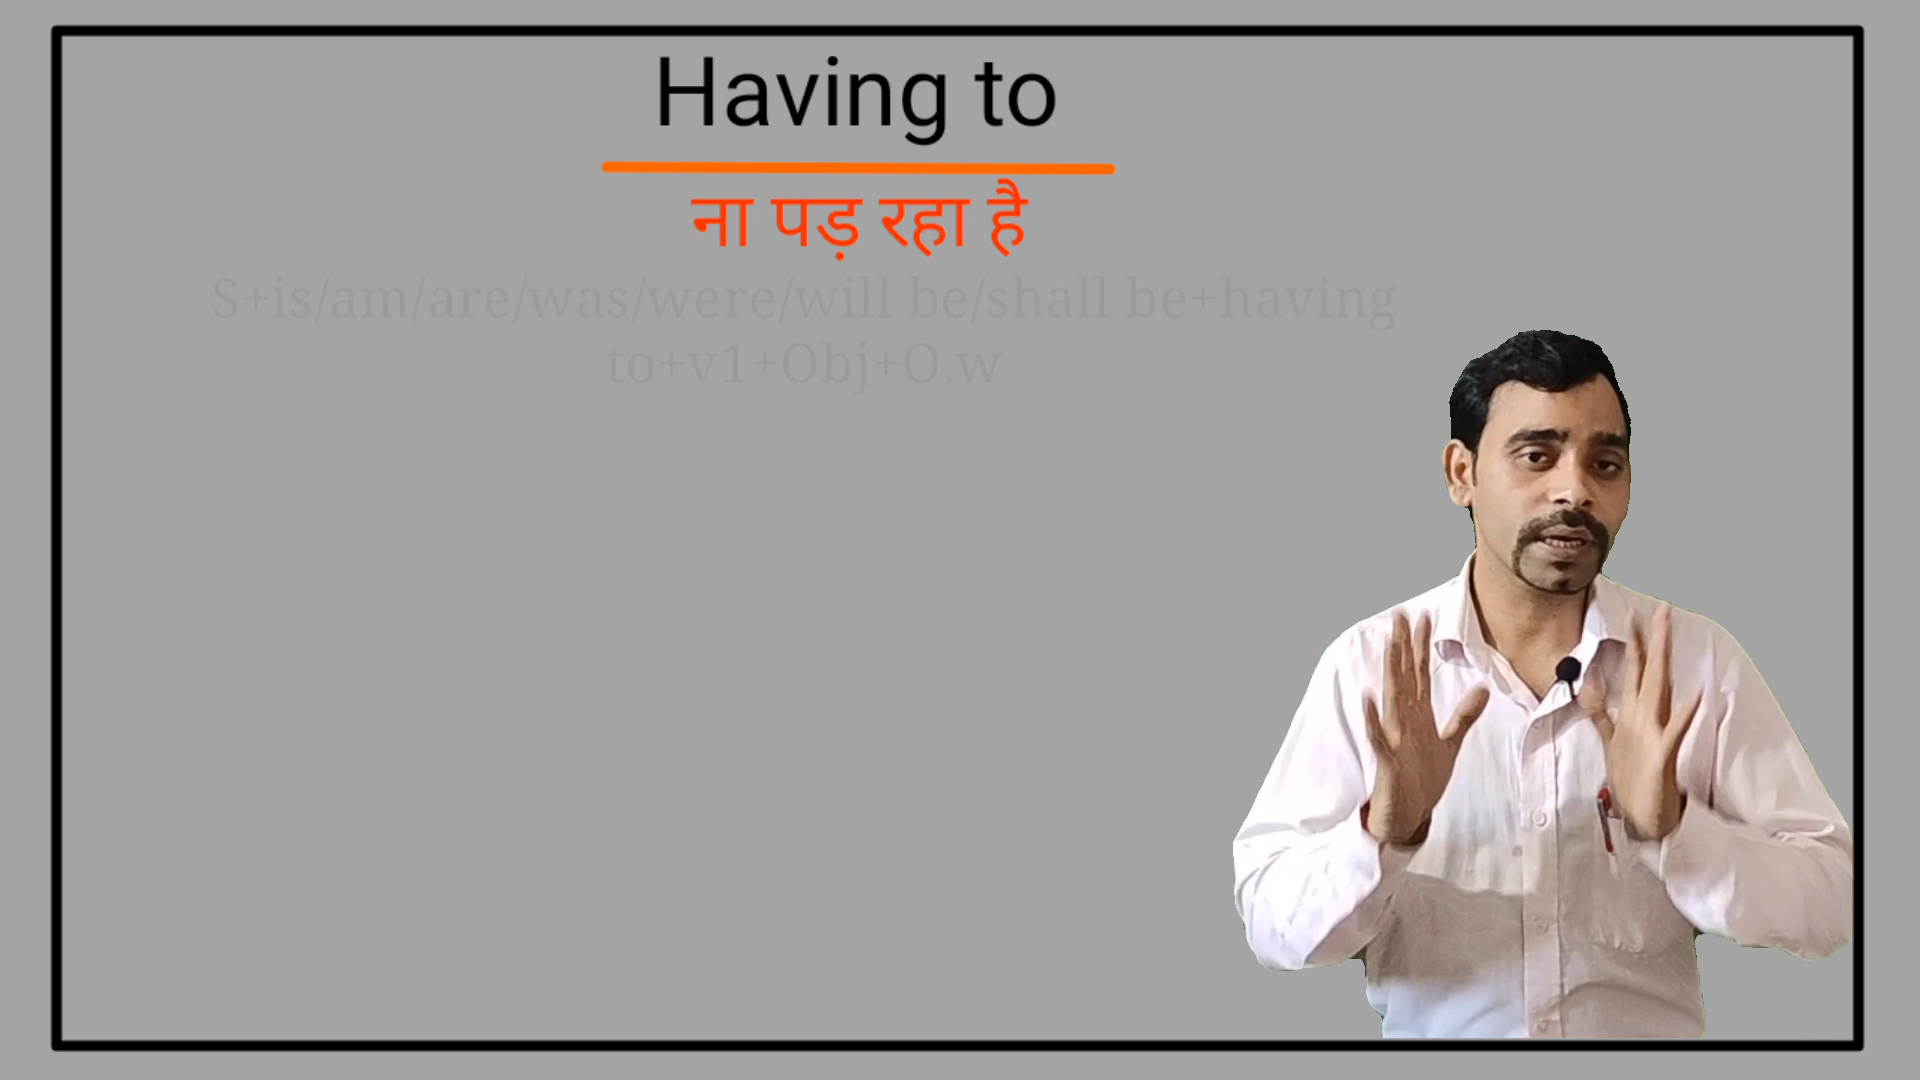 Having to
ना पड़ रहा है
S+is/am/are/was/were/will be/shall be+having
to+v1+Obj+O.w